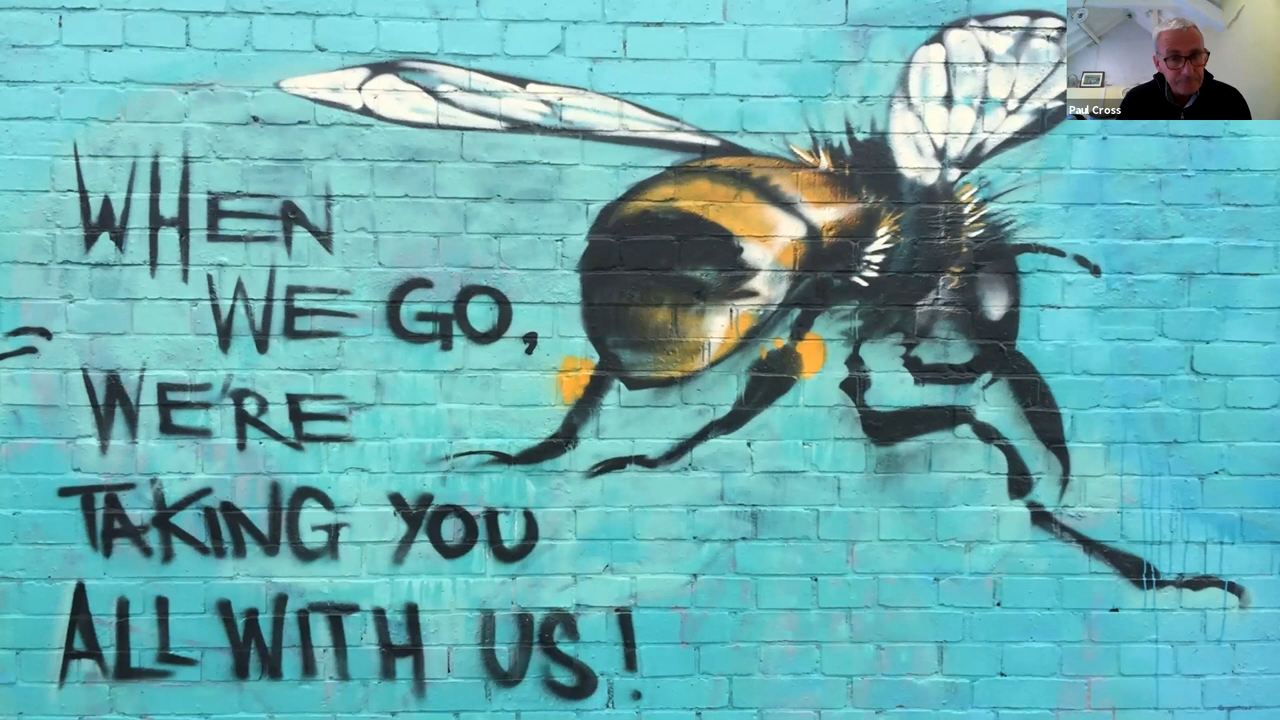 WHEN
WE GO,
WE'RE
TAKING YOU
ALL WITH US!
Paul Cross